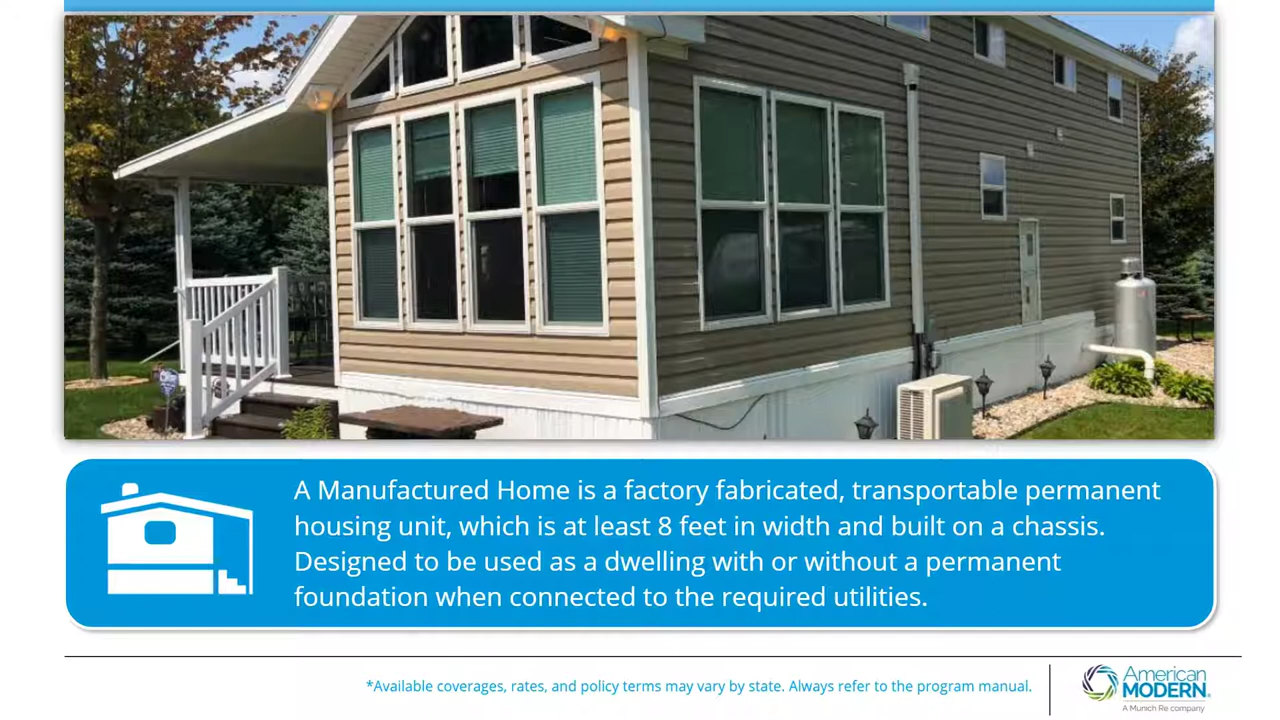 A Manufactured Home is a factory fabricated, transportable permanent
housing unit, which is at least 8 feet in width and built on a chassis.
Designed to be used as a dwelling with or without a permanent
foundation when connected to the required utilities.
*Available coverages, rates, and policy terms may vary by state. Always refer to the program manual.
American
MODERN
A Munich Re company